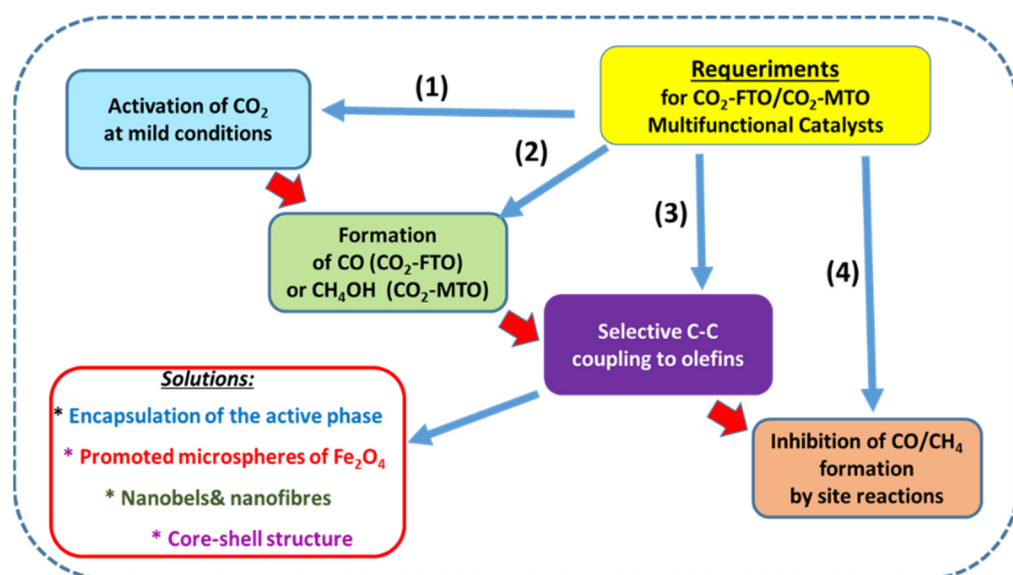 Requeriments
for CO₂-FTO/CO₂-MTO
Multifunctional Catalysts
(1)
Activation of CO₂
at mild conditions
(2)
Formation
of CO (CO₂-FTO)
or CH₄OH (CO₂-MTO)
(3)
Selective C-C
coupling to olefins
(4)
Inhibition of CO/CH₄
formation
by site reactions
Solutions:
* Encapsulation of the active phase
* Promoted microspheres of Fe₂O₄
* Nanobels& nanofibres
* Core-shell structure